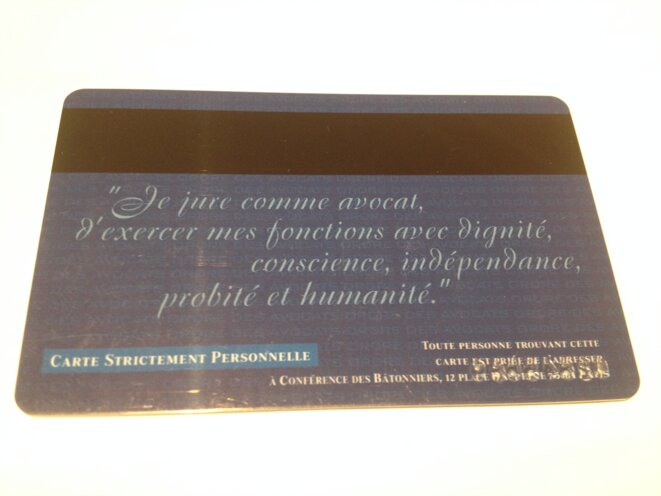 "Je jure comme avocat,
d'exercer mes fonctions avec dignité,
conscience, indépendance,
probité et humanité."
CARTE STRICTEMENT PERSONNELLE
TOUTE PERSONNE TROUVANT CETTE
CARTE EST PRIÉE DE L'ADRESSER
À CONFÉRENCE DES BÂTONNIERS, 12 PLACE